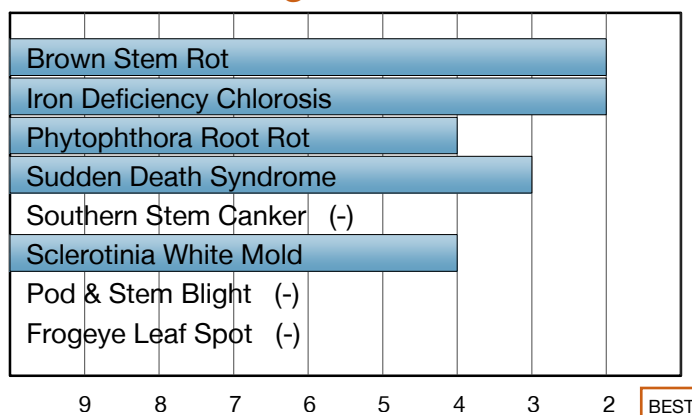 Brown Stem Rot
Iron Deficiency Chlorosis
Phytophthora Root Rot
Sudden Death Syndrome
Southern Stem Canker (-)
Sclerotinia White Mold
Pod & Stem Blight (-)
Frogeye Leaf Spot (-)
9 8 7 6 5 4 3 2 BEST